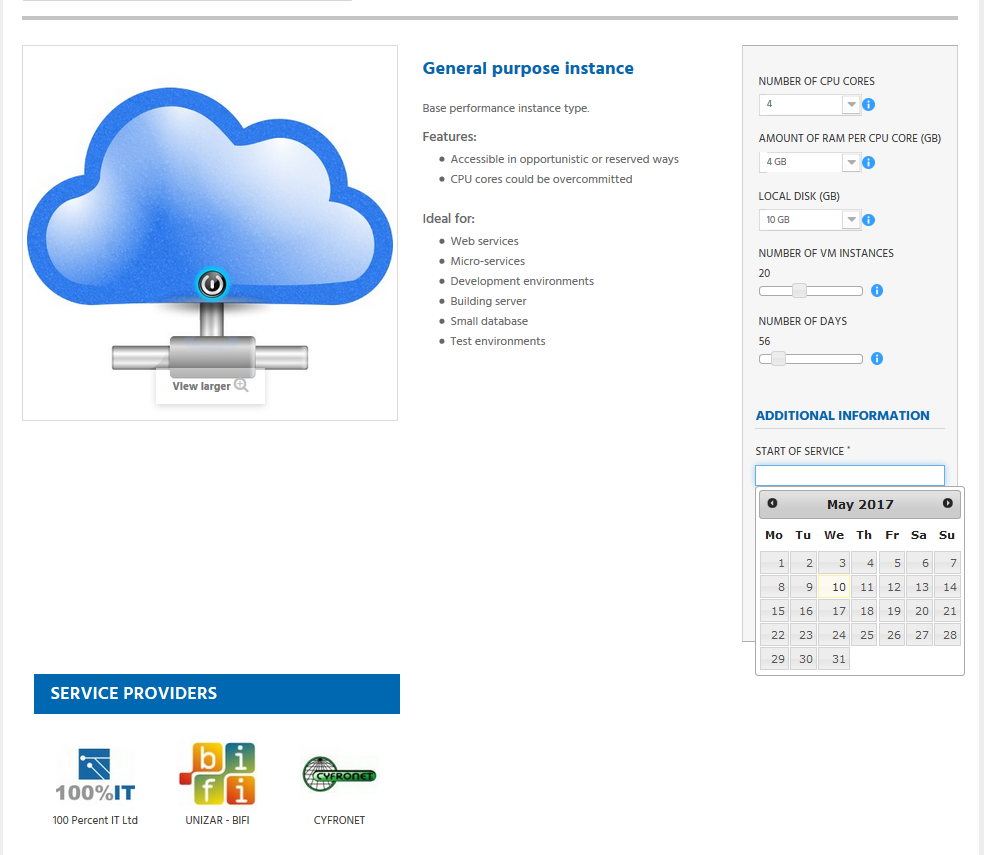 View larger
General purpose instance
Base performance instance type.
Features:
Accessible in opportunistic or reserved ways
CPU cores could be overcommitted
Ideal for:
Web services
Micro-services
Development environments
Building server
Small database
Test environments
NUMBER OF CPU CORES
4
AMOUNT OF RAM PER CPU CORE (GB)
4 GB
LOCAL DISK (GB)
10 GB
NUMBER OF VM INSTANCES
20
NUMBER OF DAYS
56
ADDITIONAL INFORMATION
START OF SERVICE *
May 2017
Mo Tu We Th Fr Sa Su
1 2 3 4 5 6 7
8 9 10 11 12 13 14
15 16 17 18 19 20 21
22 23 24 25 26 27 28
29 30 31
SERVICE PROVIDERS
100%IT
100 Percent IT Ltd
bifi
UNIZAR - BIFI
CYFRONET
CYFRONET